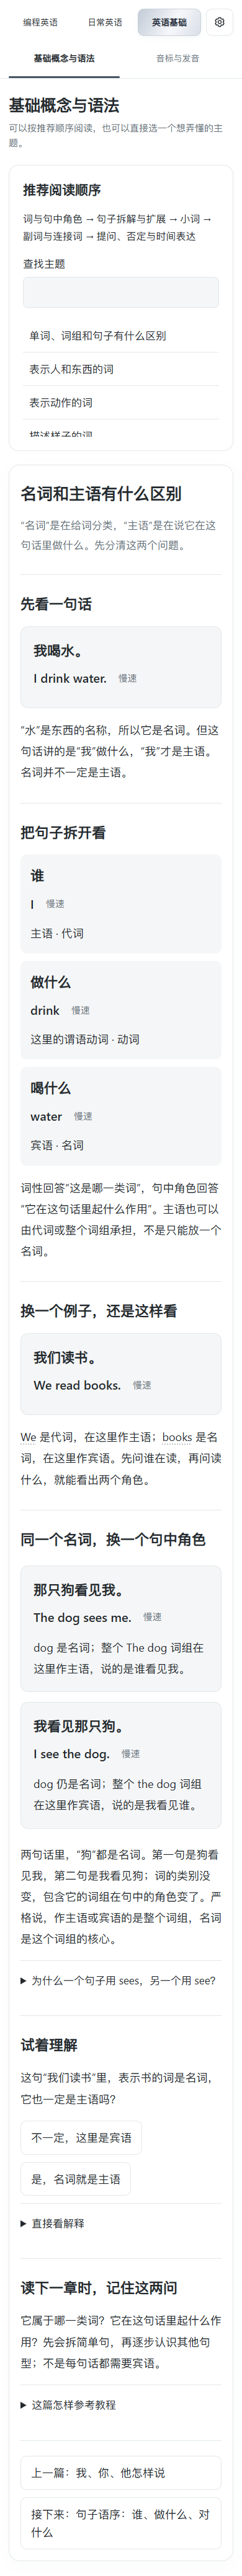 编程英语 日常英语 英语基础
基础概念与语法 音标与发音
基础概念与语法
可以按推荐顺序阅读，也可以直接选一个想弄懂的主
题。
推荐阅读顺序
词与句中角色 → 句子拆解与扩展 → 小词 →
副词与连接词 → 提问、否定与时间表达
查找主题
单词、词组和句子有什么区别
表示人和东西的词
表示动作的词
描述样子的词
名词和主语有什么区别
“名词”是在给词分类，“主语”是在说它在这
句话里做什么。先分清这两个问题。
先看一句话
我喝水。
I drink water. 慢速
“水”是东西的名称，所以它是名词。但这
句话讲的是“我”做什么，“我”才是主语。
名词并不一定是主语。
把句子拆开看
谁
I 慢速
主语 · 代词
做什么
drink 慢速
这里的谓语动词 · 动词
喝什么
water 慢速
宾语 · 名词
词性回答“这是哪一类词”，句中角色回答
“它在这句话里起什么作用”。主语也可以
由代词或整个词组承担，不是只能放一个
名词。
换一个例子，还是这样看
我们读书。
We read books. 慢速
We 是代词，在这里作主语；books 是名
词，在这里作宾语。先问谁在读，再问读
什么，就能看出两个角色。
同一个名词，换一个句中角色
那只狗看见我。
The dog sees me. 慢速
dog 是名词；整个 The dog 词组在
这里作主语，说的是谁看见我。
我看见那只狗。
I see the dog. 慢速
dog 仍是名词；整个 the dog 词组
在这里作宾语，说的是我看见谁。
两句话里，“狗”都是名词。第一句是狗看
见我，第二句是我看见狗；词的类别没
变，包含它的词组在句中的角色变了。严
格说，作主语或宾语的是整个词组，名词
是这个词组的核心。
▶ 为什么一个句子用 sees，另一个用 see？
试着理解
这句“我们读书”里，表示书的词是名词，
它也一定是主语吗？
不一定，这里是宾语
是，名词就是主语
▶ 直接看解释
读下一章时，记住这两问
它属于哪一类词？它在这句话里起什么作
用？先会拆简单句，再逐步认识其他句
型；不是每句话都需要宾语。
▶ 这篇怎样参考教程
上一篇：我、你、他怎样说
接下来：句子语序：谁、做什么、对
什么